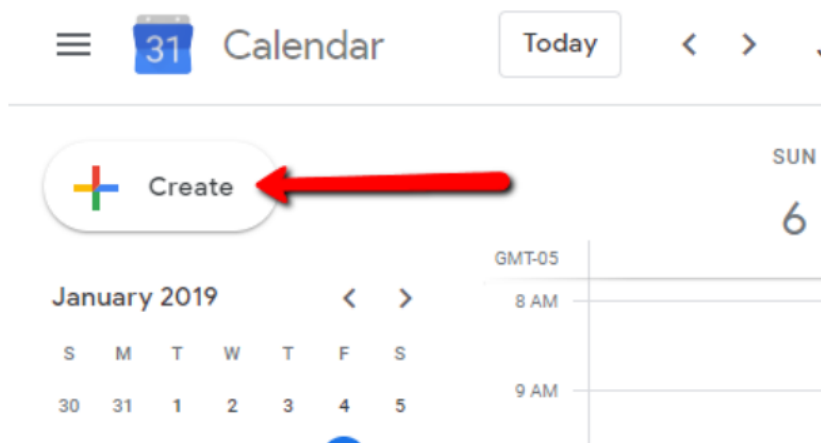 31 Calendar Today
Create
SUN
6
GMT-05
January 2019
8 AM
S M T W T F S
30 31 1 2 3 4 5
9 AM